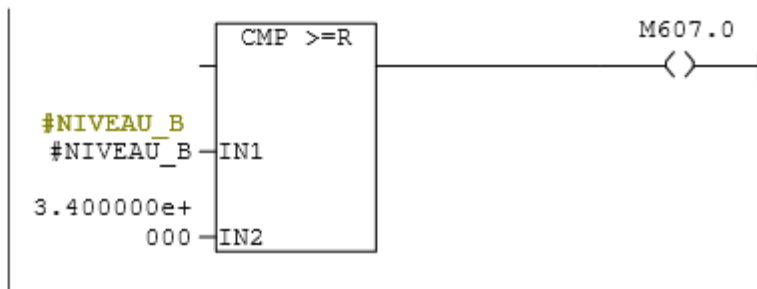 CMP >=R
M607.0
#NIVEAU_B
#NIVEAU_B
IN1
3.400000e+
000
IN2